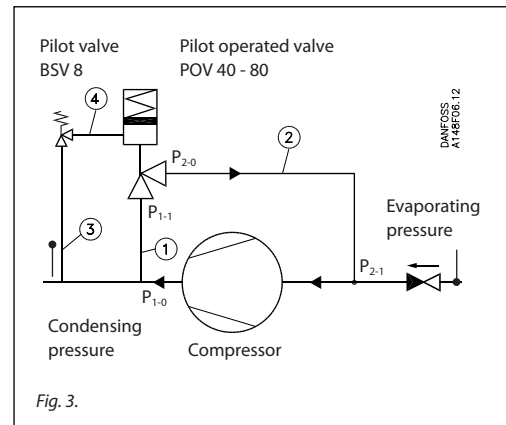 Pilot valve
BSV 8
Pilot operated valve
POV 40 - 80
4
DANFOSS
A148F06.12
P2-0
2
P1-1
Evaporating
pressure
3
1
P2-1
P1-0
Condensing
pressure
Compressor
Fig. 3.